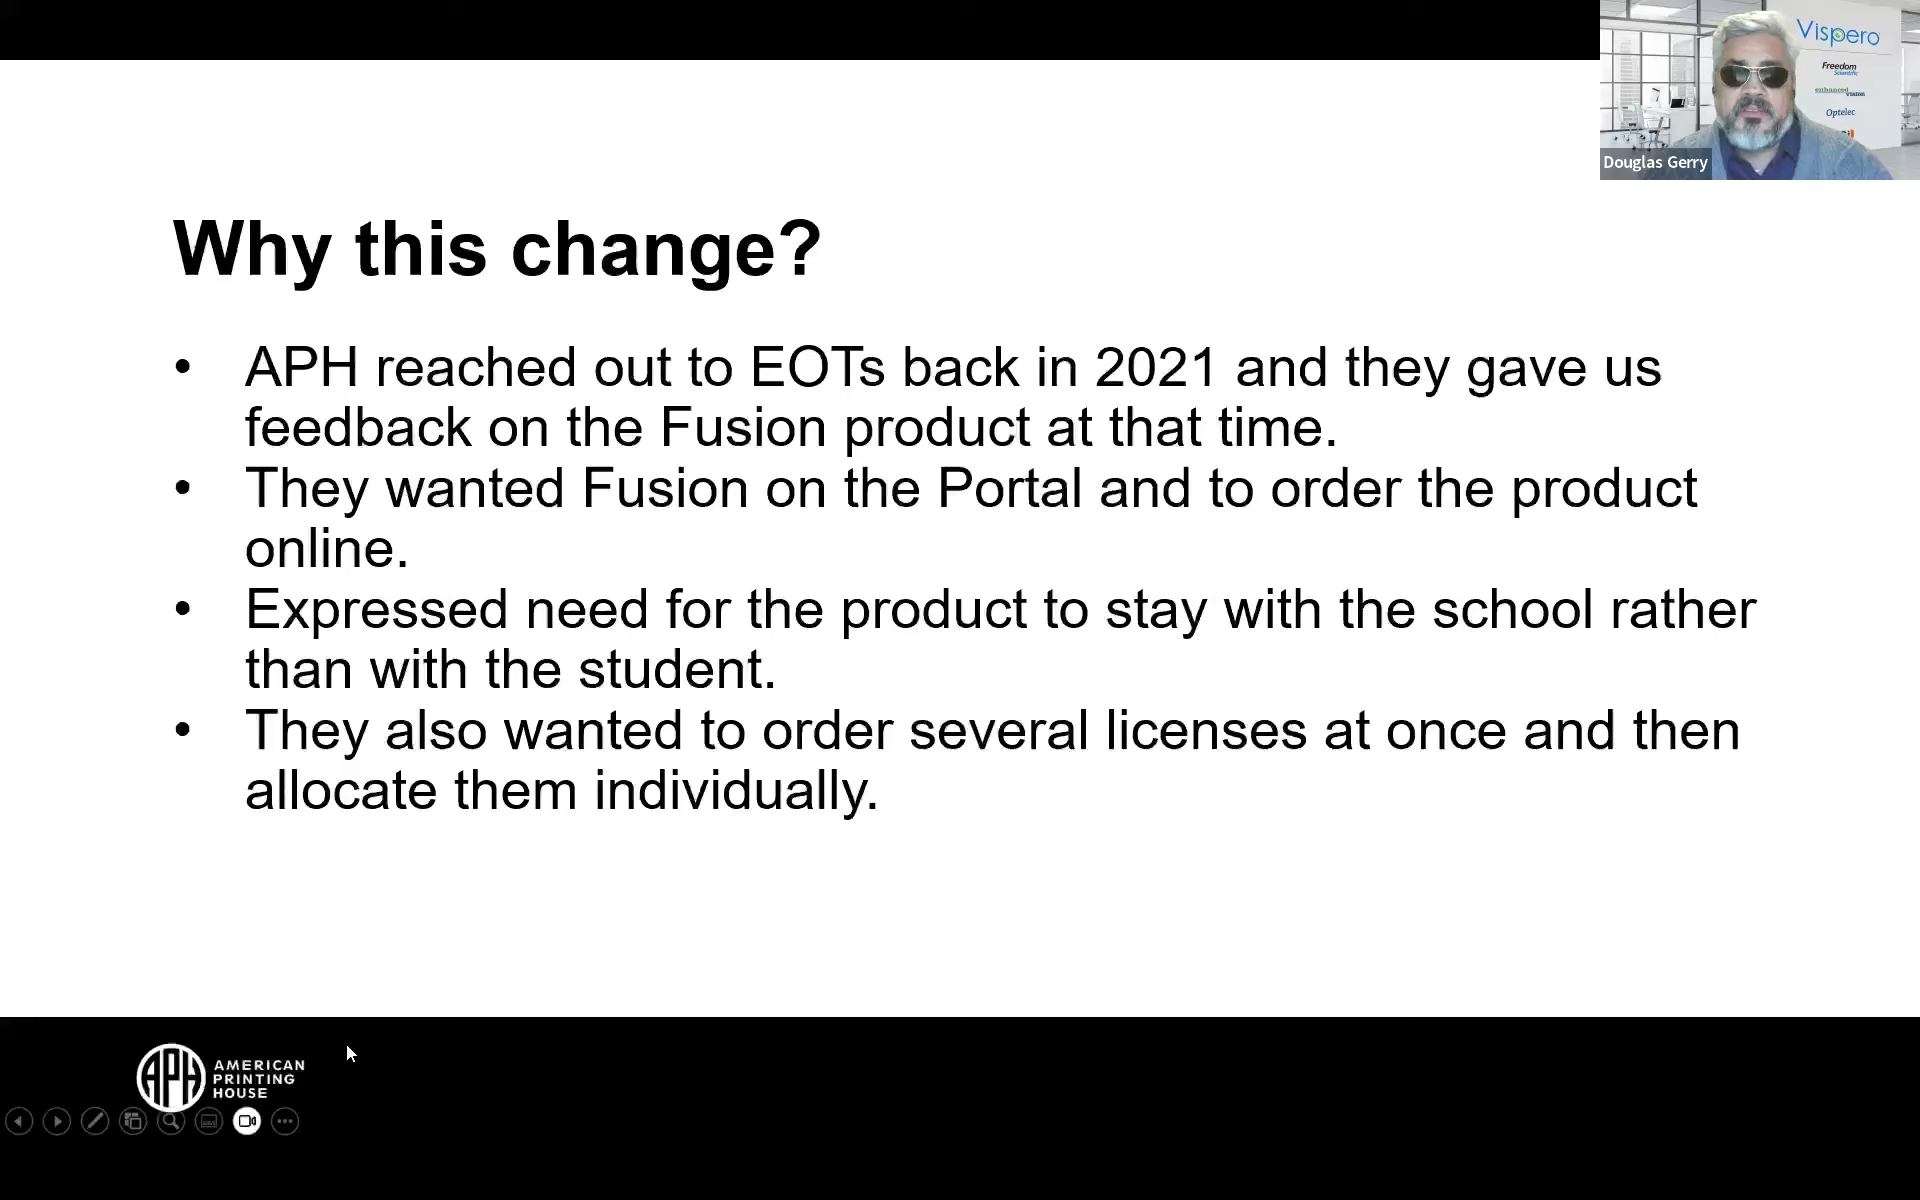 Vispero
Freedom
Scientific
enhanced
vision
Optelec
Douglas Gerry
Why this change?
• APH reached out to EOTs back in 2021 and they gave us
feedback on the Fusion product at that time.
• They wanted Fusion on the Portal and to order the product
online.
• Expressed need for the product to stay with the school rather
than with the student.
• They also wanted to order several licenses at once and then
allocate them individually.
APH
AMERICAN
PRINTING
HOUSE